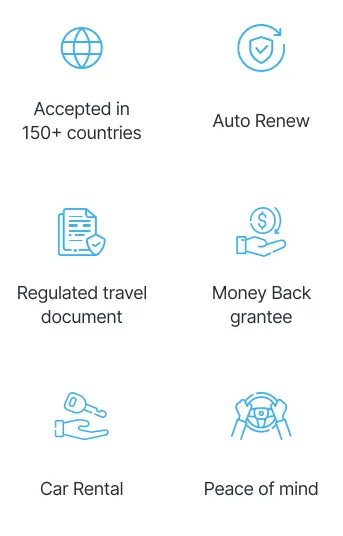 Accepted in
150+ countries
Auto Renew
Regulated travel
document
Money Back
grantee
Car Rental
Peace of mind